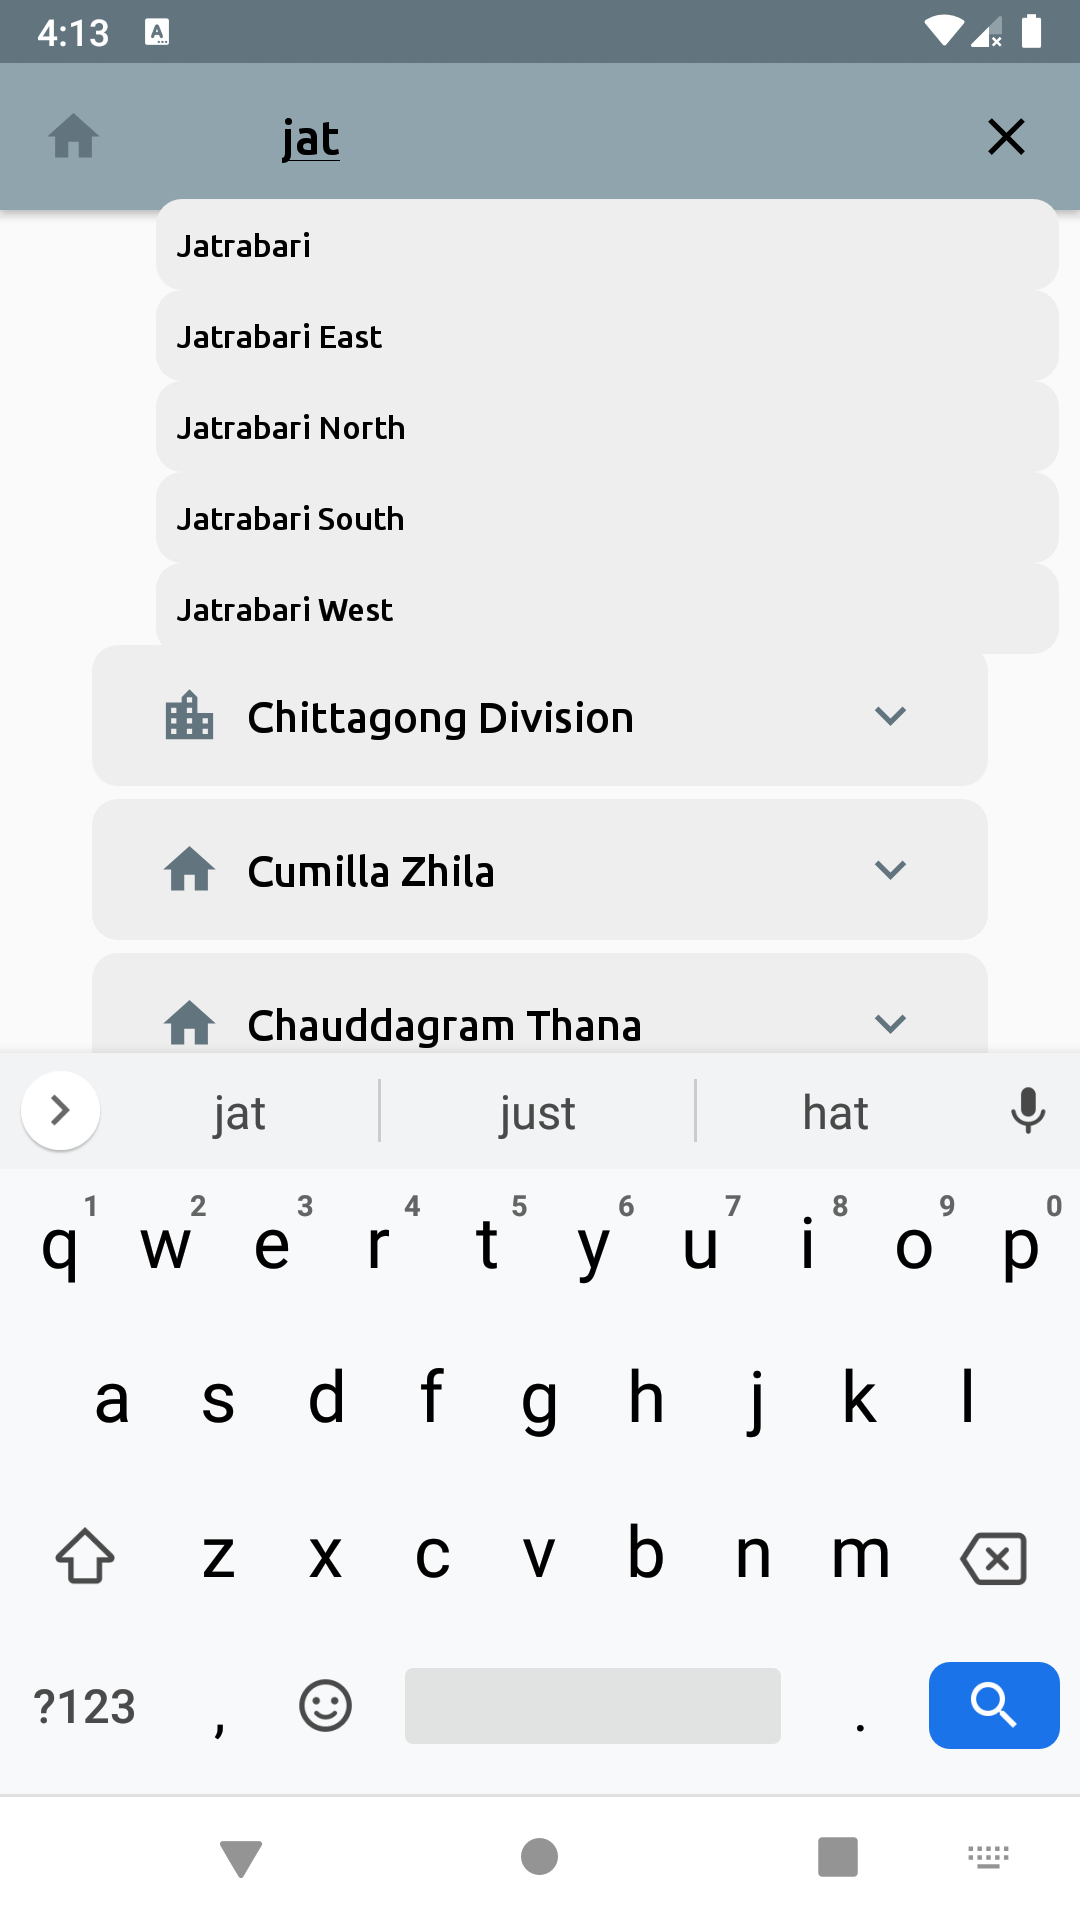 4:13
jat
Jatrabari
Jatrabari East
Jatrabari North
Jatrabari South
Jatrabari West
Chittagong Division
Cumilla Zhila
Chauddagram Thana
jat just hat
1 2 3 4 5 6 7 8 9 0
q w e r t y u i o p
a s d f g h j k l
z x c v b n m
?123 , .